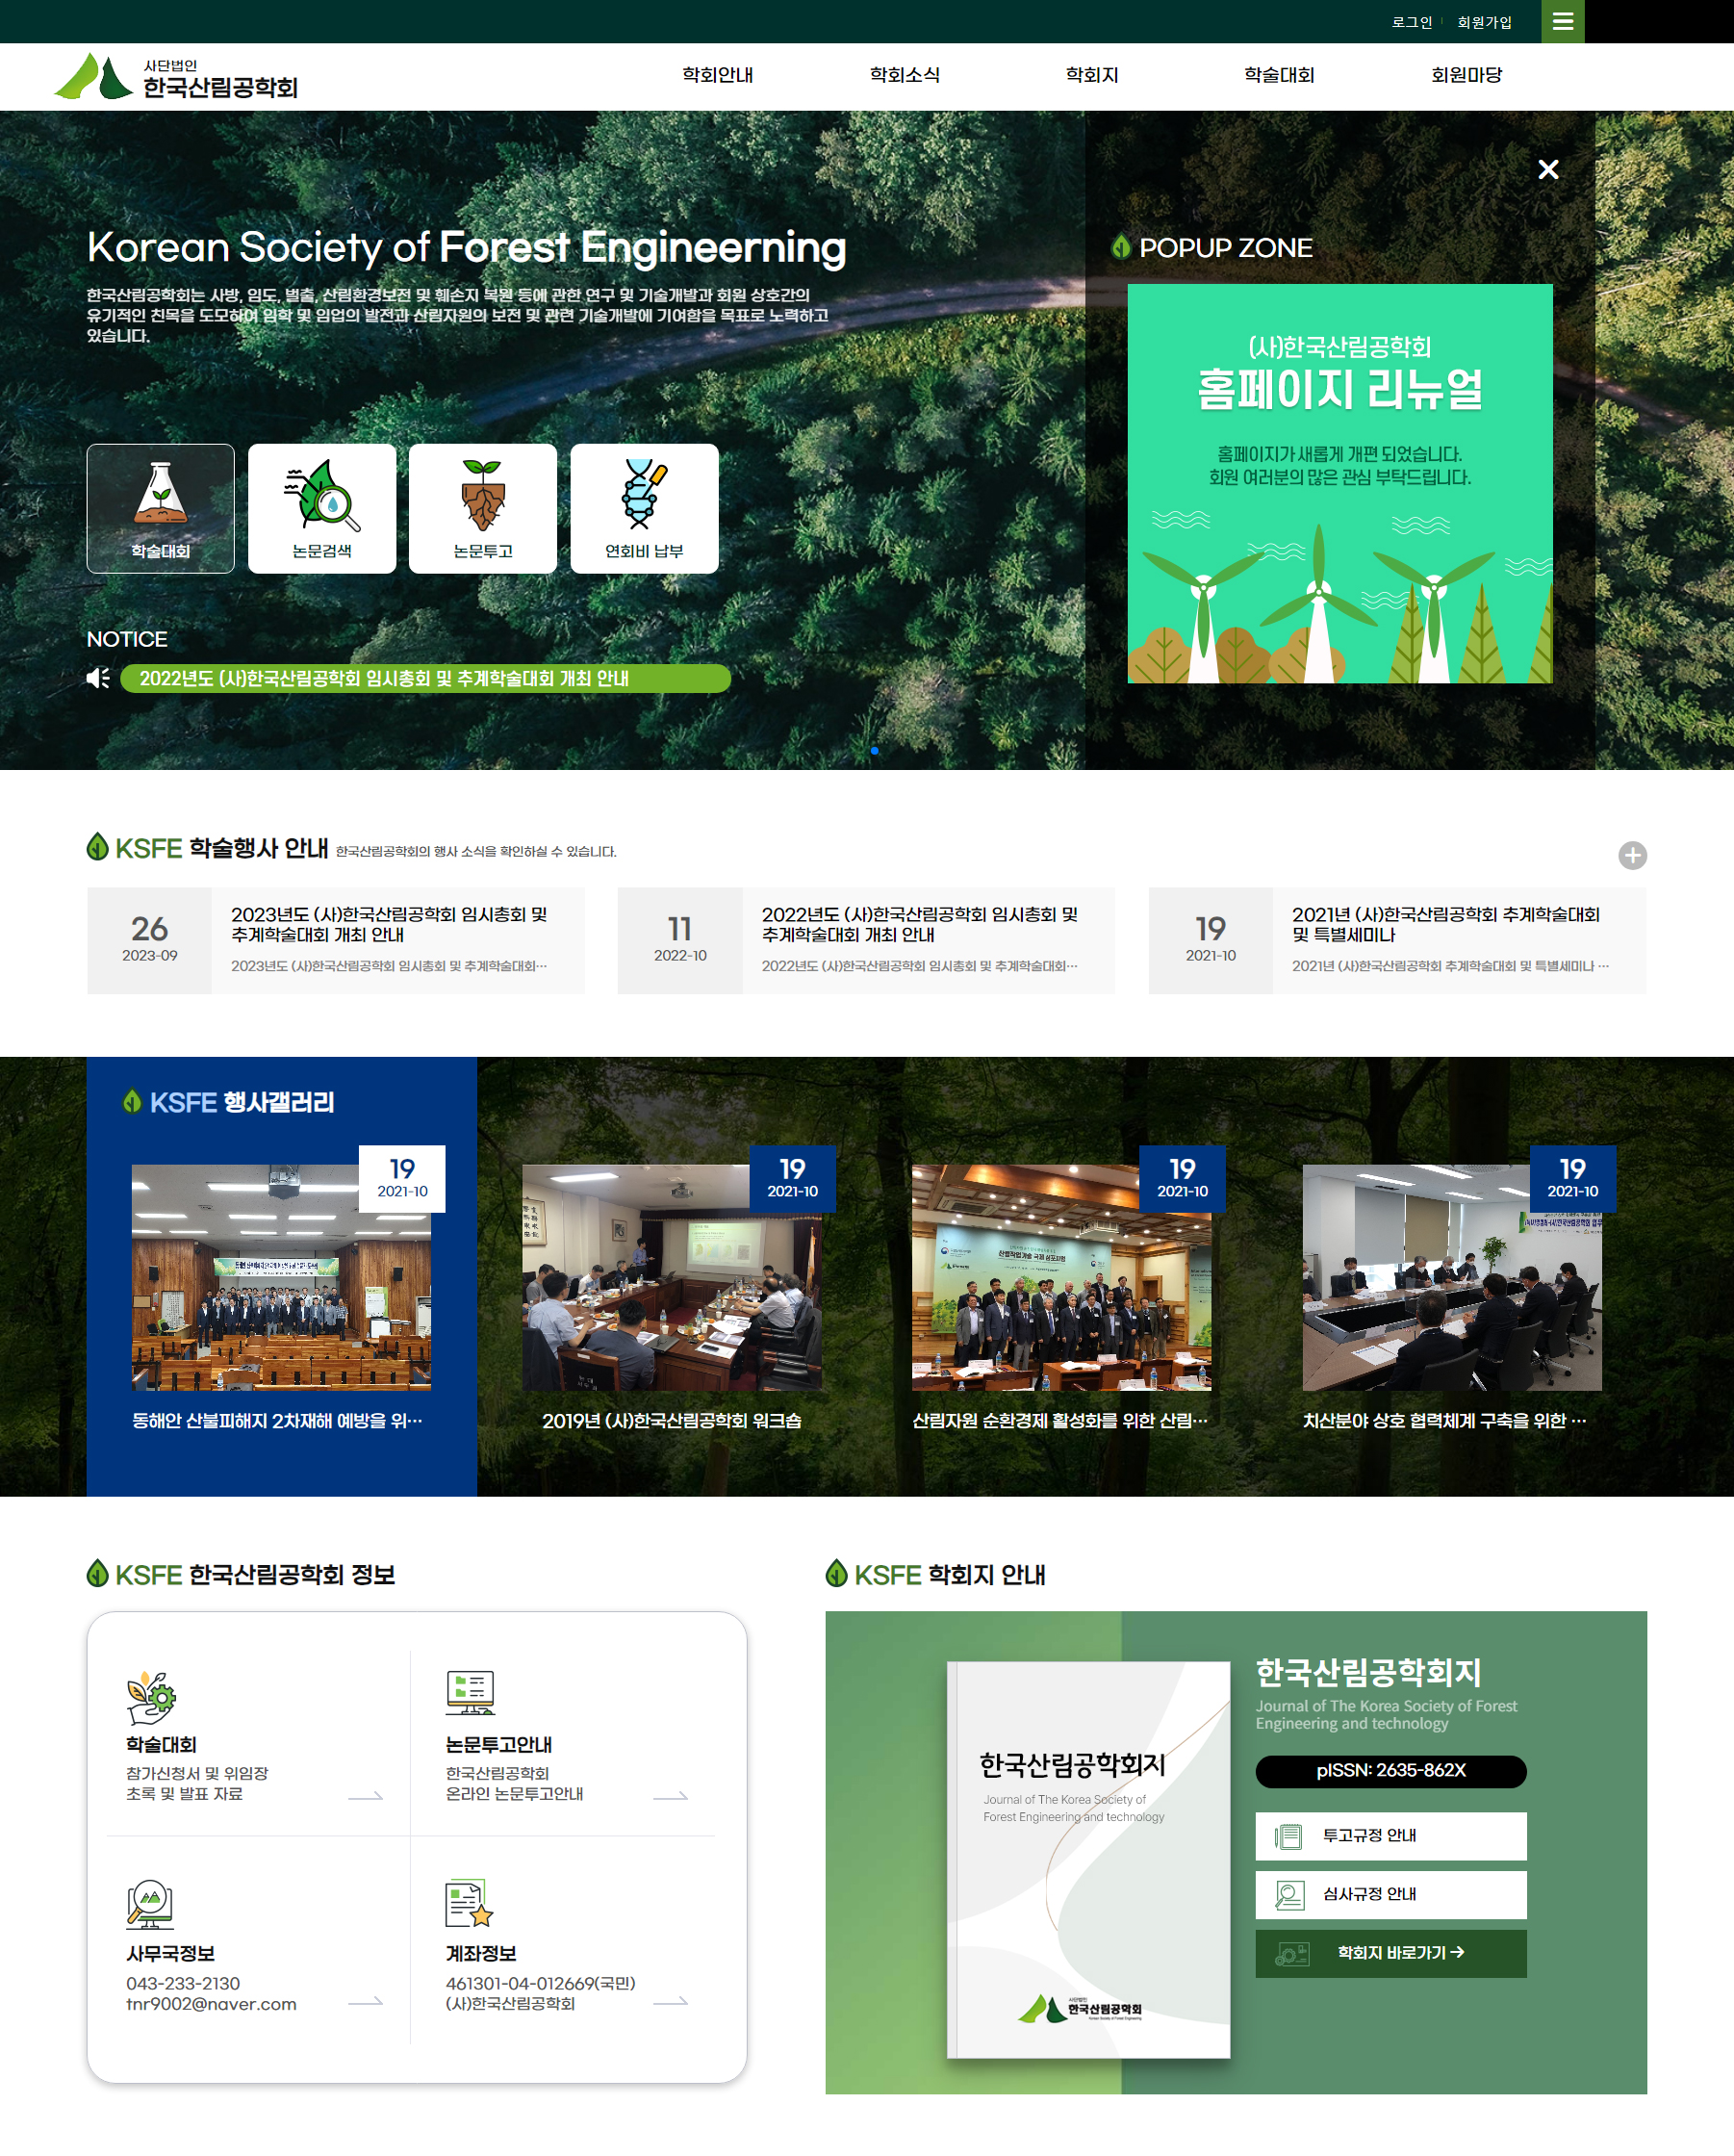 로그인
회원가입
사단법인
한국산림공학회
학회안내
학회소식
학회지
학술대회
회원마당
Korean Society of Forest Engineerning
한국산림공학회는 사방, 임도, 벌출, 산림환경보전 및 훼손지 복원 등에 관한 연구 및 기술개발과 회원 상호간의
유기적인 친목을 도모하여 임학 및 임업의 발전과 산림자원의 보전 및 관련 기술개발에 기여함을 목표로 노력하고
있습니다.
학술대회
논문검색
논문투고
연회비 납부
NOTICE
2022년도 (사)한국산림공학회 임시총회 및 추계학술대회 개최 안내
POPUP ZONE
(사)한국산림공학회
홈페이지 리뉴얼
홈페이지가 새롭게 개편 되었습니다.
회원 여러분의 많은 관심 부탁드립니다.
KSFE 학술행사 안내 한국산림공학회의 행사 소식을 확인하실 수 있습니다.
26
2023-09
2023년도 (사)한국산림공학회 임시총회 및
추계학술대회 개최 안내
2023년도 (사)한국산림공학회 임시총회 및 추계학술대회…
11
2022-10
2022년도 (사)한국산림공학회 임시총회 및
추계학술대회 개최 안내
2022년도 (사)한국산림공학회 임시총회 및 추계학술대회…
19
2021-10
2021년 (사)한국산림공학회 추계학술대회
및 특별세미나
2021년 (사)한국산림공학회 추계학술대회 및 특별세미나 …
KSFE 행사갤러리
19
2021-10
동해안 산불피해지 2차재해 예방을 위…
19
2021-10
2019년 (사)한국산림공학회 워크숍
19
2021-10
산림자원 순환경제 활성화를 위한 산림…
19
2021-10
치산분야 상호 협력체계 구축을 위한 …
KSFE 한국산림공학회 정보
학술대회
참가신청서 및 위임장
초록 및 발표 자료
논문투고안내
한국산림공학회
온라인 논문투고안내
사무국정보
043-233-2130
tnr9002@naver.com
계좌정보
461301-04-012669(국민)
(사)한국산림공학회
KSFE 학회지 안내
한국산림공학회지
Journal of The Korea Society of
Forest Engineering and technology
사단법인
한국산림공학회
Korean Society of Forest Engineering
한국산림공학회지
Journal of The Korea Society of Forest
Engineering and technology
pISSN: 2635-862X
투고규정 안내
심사규정 안내
학회지 바로가기 →